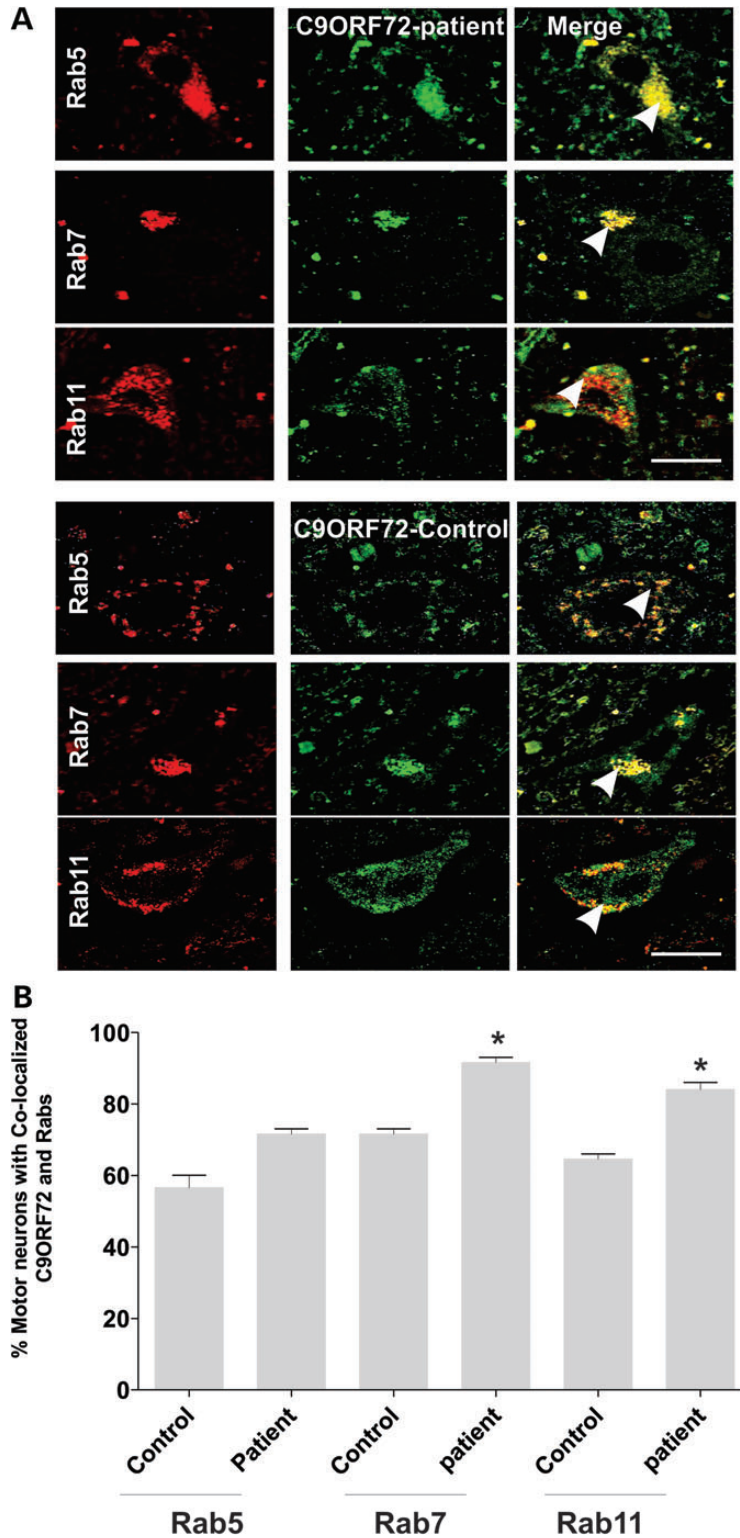 A
C9ORF72-patient Merge
Rab5
Rab7
Rab11
C9ORF72-Control
Rab5
Rab7
Rab11
B
% Motor neurons with Co-localized
C9ORF72 and Rabs
100
80
60
40
20
0
* *
Control Patient Control patient Control patient
Rab5 Rab7 Rab11